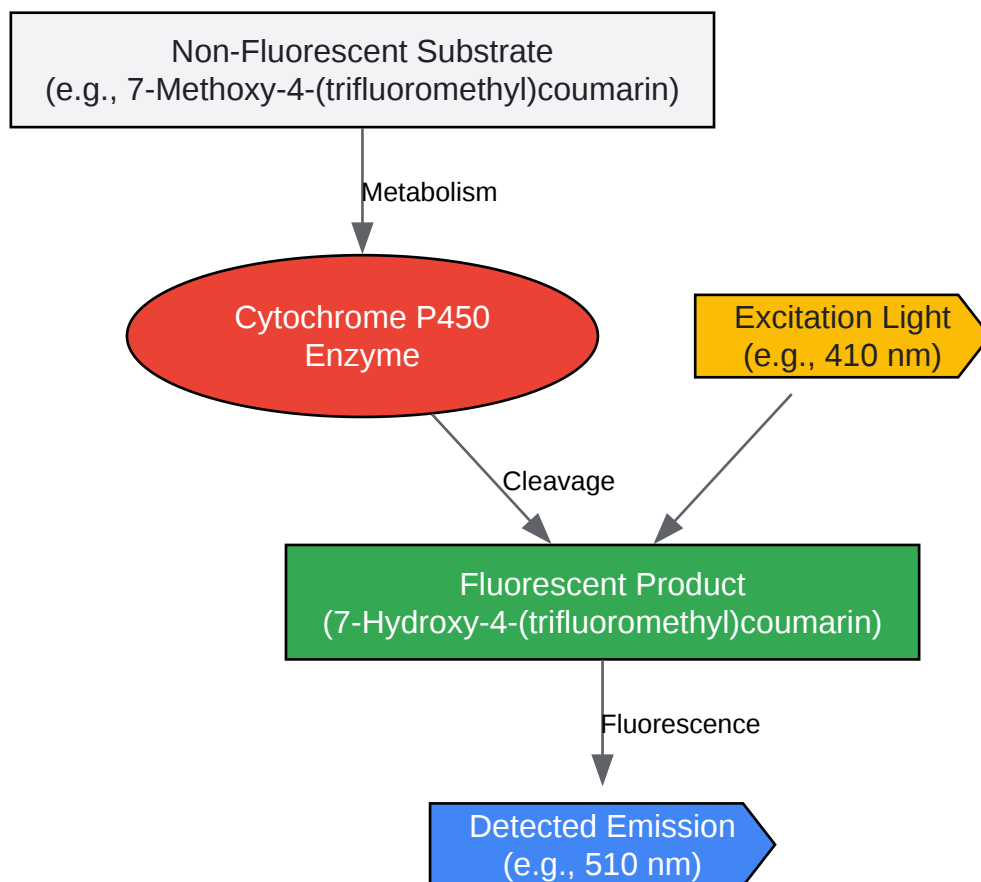 Non-Fluorescent Substrate
(e.g., 7-Methoxy-4-(trifluoromethyl)coumarin)
Metabolism
Cytochrome P450
Enzyme
Excitation Light
(e.g., 410 nm)
Cleavage
Fluorescent Product
(7-Hydroxy-4-(trifluoromethyl)coumarin)
Fluorescence
Detected Emission
(e.g., 510 nm)